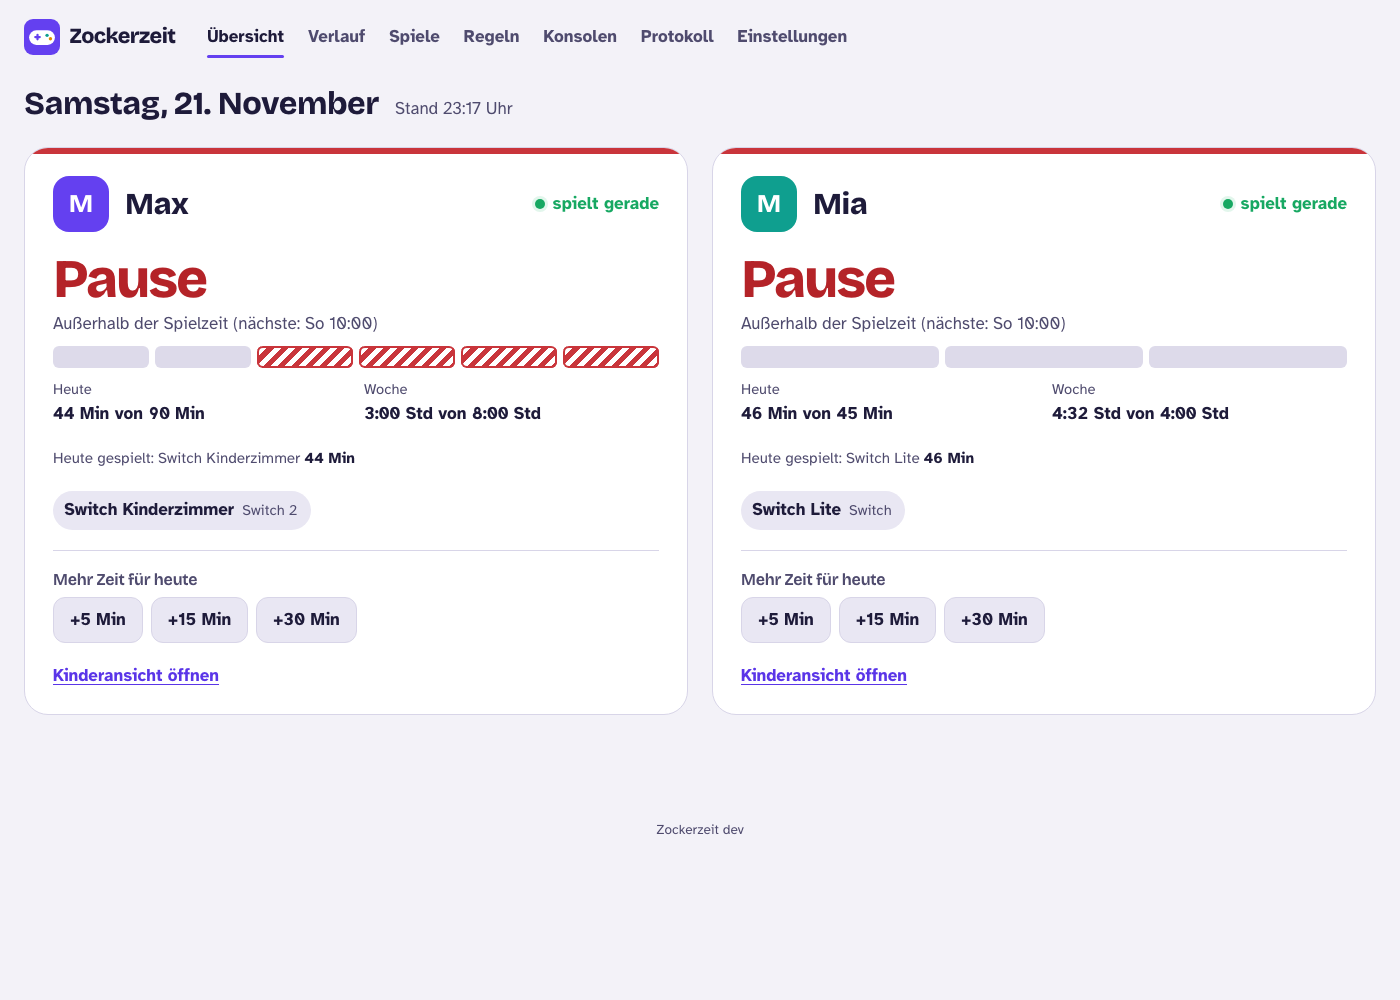 Zockerzeit
Übersicht
Verlauf
Spiele
Regeln
Konsolen
Protokoll
Einstellungen
Samstag, 21. November
Stand 23:17 Uhr
M
Max
spielt gerade
Pause
Außerhalb der Spielzeit (nächste: So 10:00)
Heute
44 Min von 90 Min
Woche
3:00 Std von 8:00 Std
Heute gespielt: Switch Kinderzimmer 44 Min
Switch Kinderzimmer Switch 2
Mehr Zeit für heute
+5 Min
+15 Min
+30 Min
Kinderansicht öffnen
M
Mia
spielt gerade
Pause
Außerhalb der Spielzeit (nächste: So 10:00)
Heute
46 Min von 45 Min
Woche
4:32 Std von 4:00 Std
Heute gespielt: Switch Lite 46 Min
Switch Lite Switch
Mehr Zeit für heute
+5 Min
+15 Min
+30 Min
Kinderansicht öffnen
Zockerzeit dev